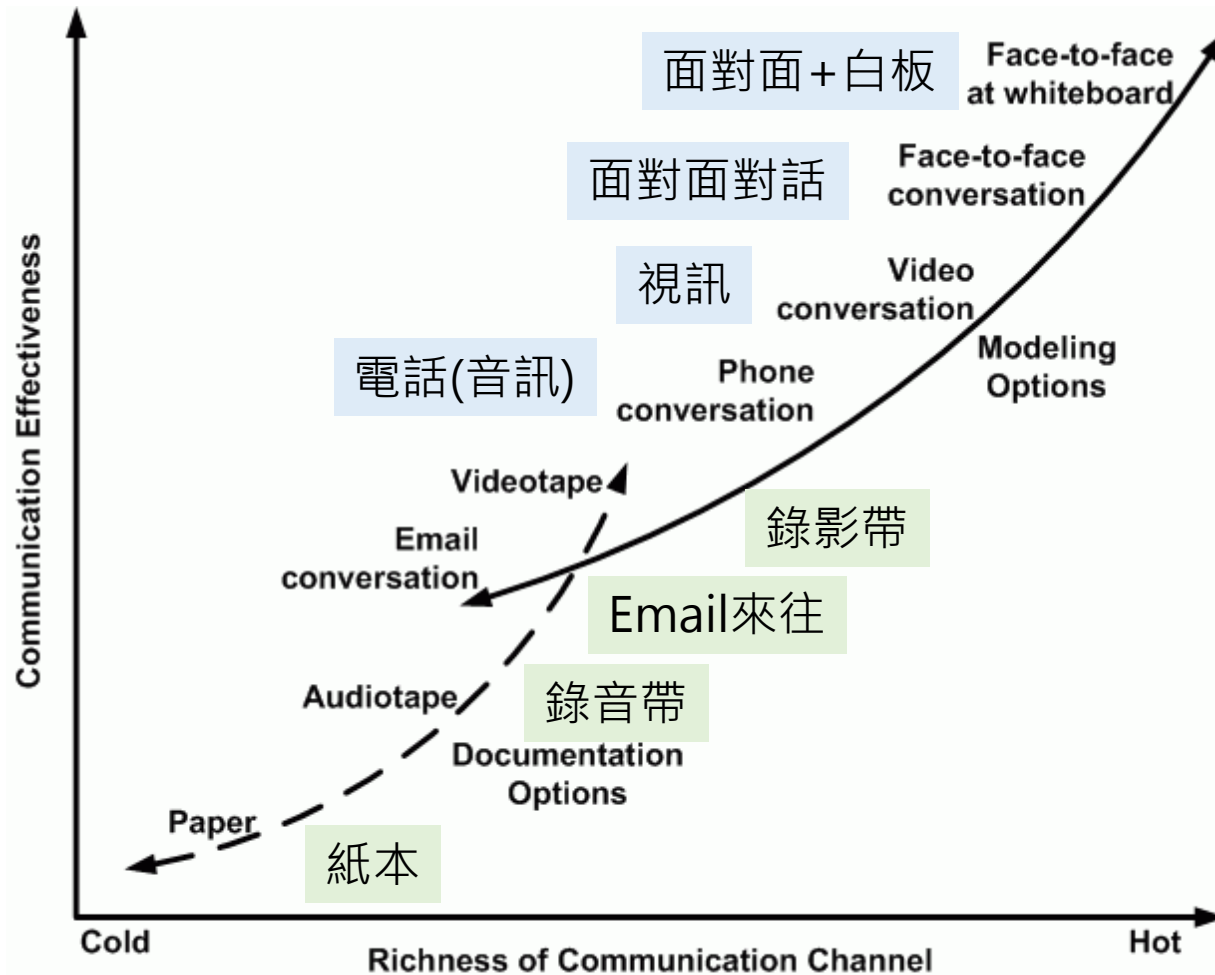 面對面+白板
Face-to-face
at whiteboard
面對面對話
Face-to-face
conversation
視訊
Video
conversation
Modeling
Options
電話(音訊)
Phone
conversation
Videotape
錄影帶
Email
conversation
Email來往
Audiotape
錄音帶
Documentation
Options
Paper
紙本
Communication Effectiveness
Cold
Hot
Richness of Communication Channel